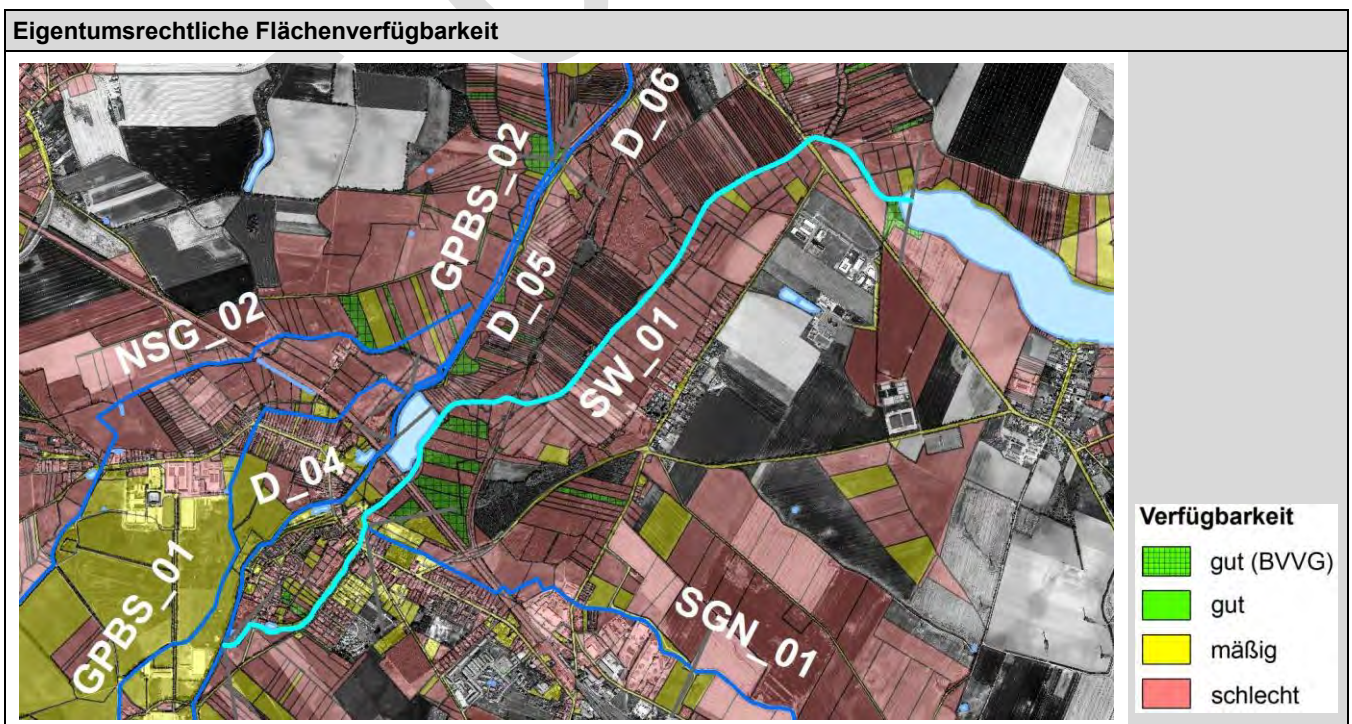 Eigentumsrechtliche Flächenverfügbarkeit
D_06
GPBS_02
D_05
NSG_02
SW_01
D_04
GPBS_01
SGN_01
Verfügbarkeit
gut (BVVG)
gut
mäßig
schlecht